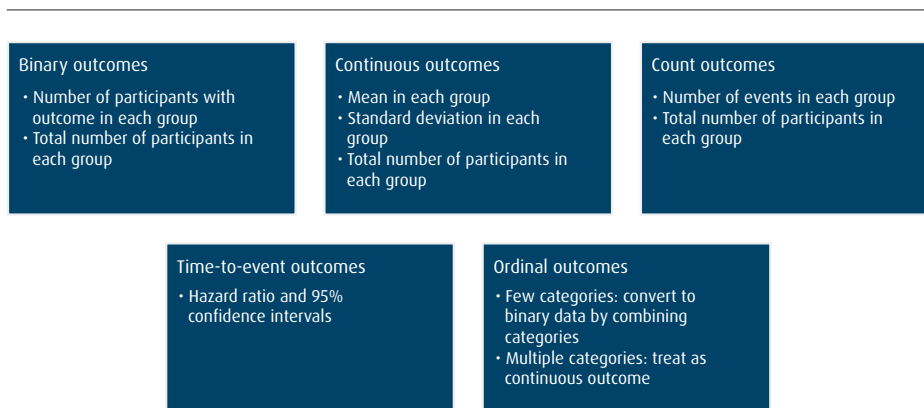 Binary outcomes
• Number of participants with
outcome in each group
• Total number of participants in
each group
Continuous outcomes
• Mean in each group
• Standard deviation in each
group
• Total number of participants in
each group
Count outcomes
• Number of events in each group
• Total number of participants in
each group
Time-to-event outcomes
• Hazard ratio and 95%
confidence intervals
Ordinal outcomes
• Few categories: convert to
binary data by combining
categories
• Multiple categories: treat as
continuous outcome